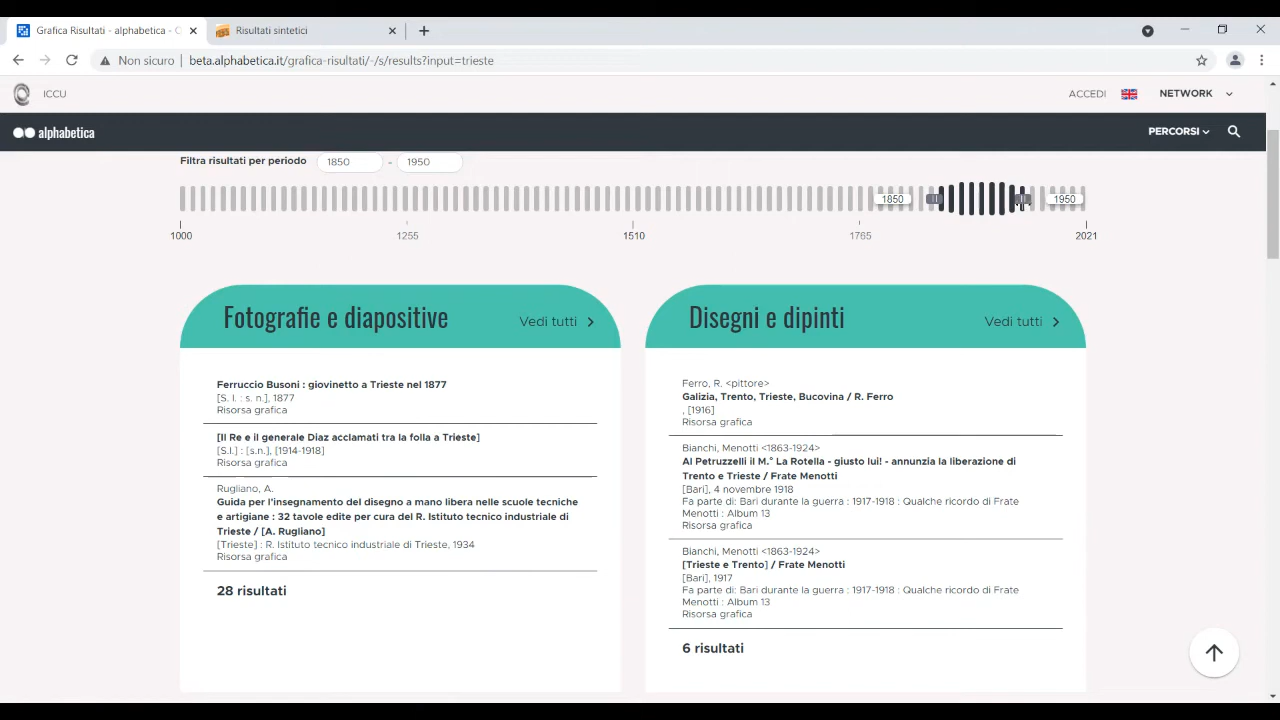 Grafica Risultati - alphabetica - C
Risultati sintetici
Non sicuro
beta.alphabetica.it/grafica-risultati/-/s/results?input=trieste
ICCU
ACCEDI
NETWORK
alphabetica
PERCORSI
Filtra risultati per periodo
1850
-
1950
1850
1950
1000
1255
1510
1765
2021
Fotografie e diapositive
Vedi tutti
Ferruccio Busoni : giovinetto a Trieste nel 1877
[S. l. : s. n.], 1877
Risorsa grafica
[Il Re e il generale Diaz acclamati tra la folla a Trieste]
[S.l.] : [s.n.], [1914-1918]
Risorsa grafica
Rugliano, A.
Guida per l'insegnamento del disegno a mano libera nelle scuole tecniche
e artigiane : 32 tavole edite per cura del R. Istituto tecnico industriale di
Trieste / [A. Rugliano]
[Trieste] : R. Istituto tecnico industriale di Trieste, 1934
Risorsa grafica
28 risultati
Disegni e dipinti
Vedi tutti
Ferro, R. <pittore>
Galizia, Trento, Trieste, Bucovina / R. Ferro
, [1916]
Risorsa grafica
Bianchi, Menotti <1863-1924>
Al Petruzzelli il M.° La Rotella - giusto lui! - annunzia la liberazione di
Trento e Trieste / Frate Menotti
[Bari], 4 novembre 1918
Fa parte di: Bari durante la guerra : 1917-1918 : Qualche ricordo di Frate
Menotti : Album 13
Risorsa grafica
Bianchi, Menotti <1863-1924>
[Trieste e Trento] / Frate Menotti
[Bari], 1917
Fa parte di: Bari durante la guerra : 1917-1918 : Qualche ricordo di Frate
Menotti : Album 13
Risorsa grafica
6 risultati